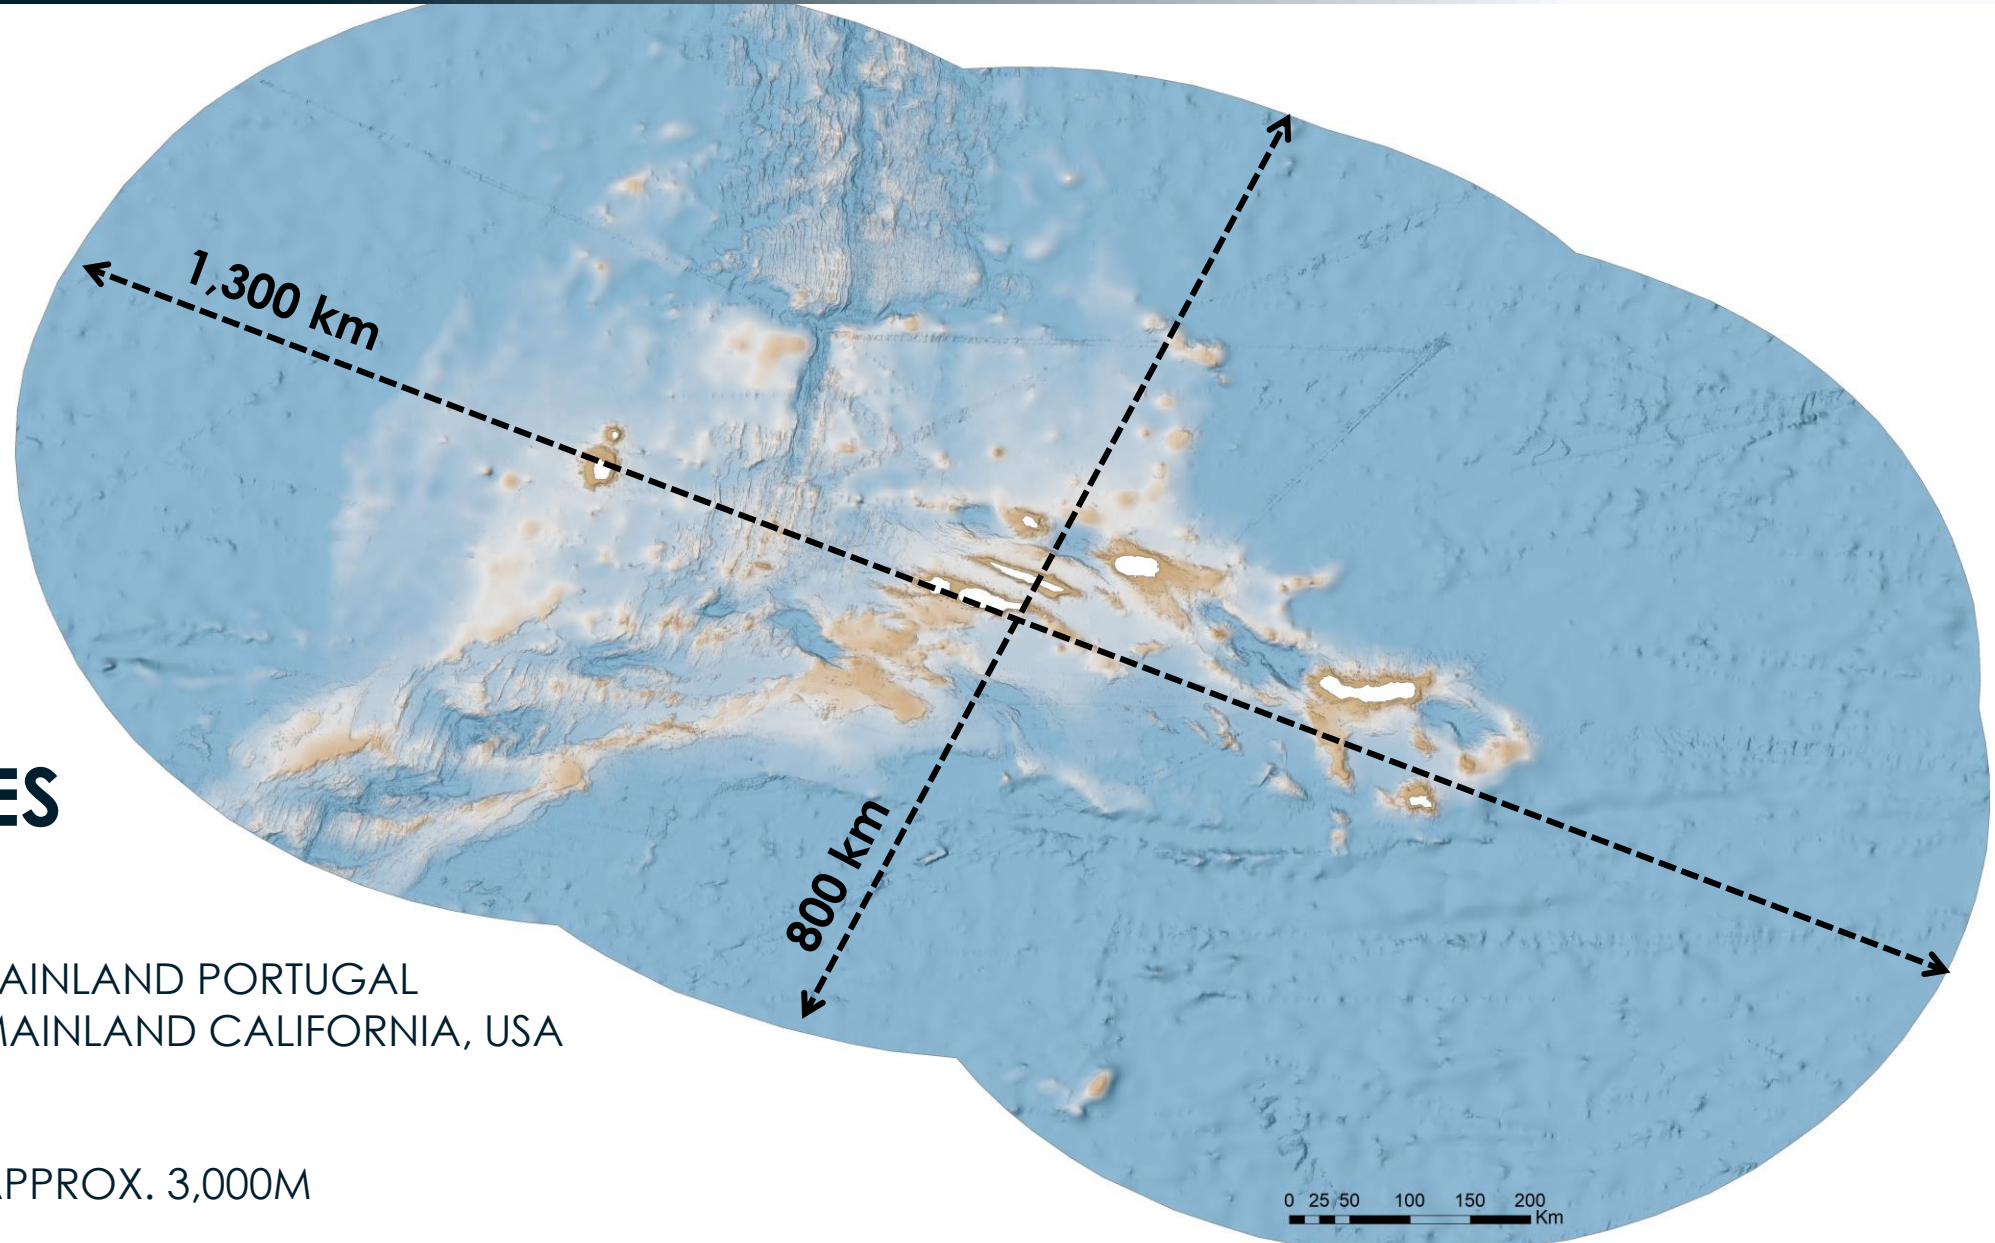 1,300 km
ES
800 km
AINLAND PORTUGAL
MAINLAND CALIFORNIA, USA
APPROX. 3,000M
0 25 50 100 150 200
Km